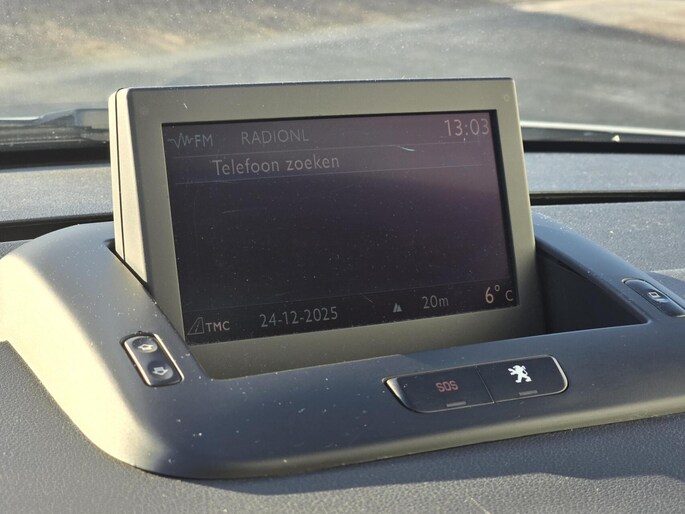 FM RADIONL 13:03
Telefoon zoeken
TMC 24-12-2025 20m 6° C
SOS